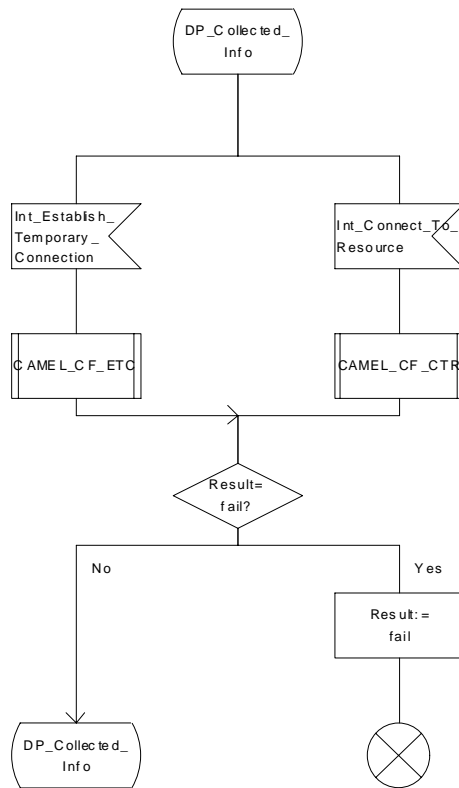 DP_Collected_
Info
Int_Establish_
Temporary_
Connection
Int_Connect_To_
Resource
CAMEL_CF_ETC
CAMEL_CF_CTR
Result=
fail?
No
Yes
Result:=
fail
DP_Collected_
Info